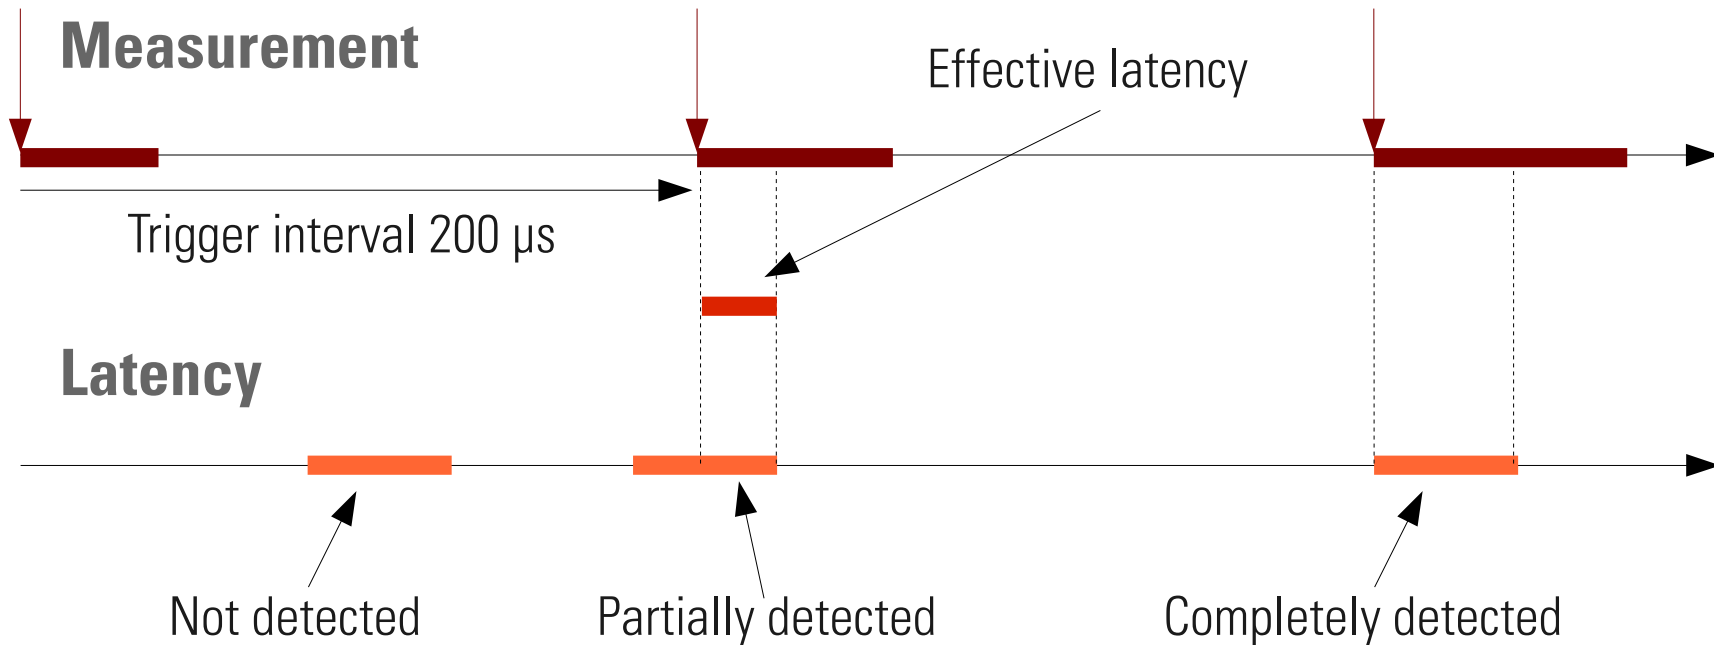 Measurement
Effective latency
Trigger interval 200 µs
Latency
Not detected
Partially detected
Completely detected